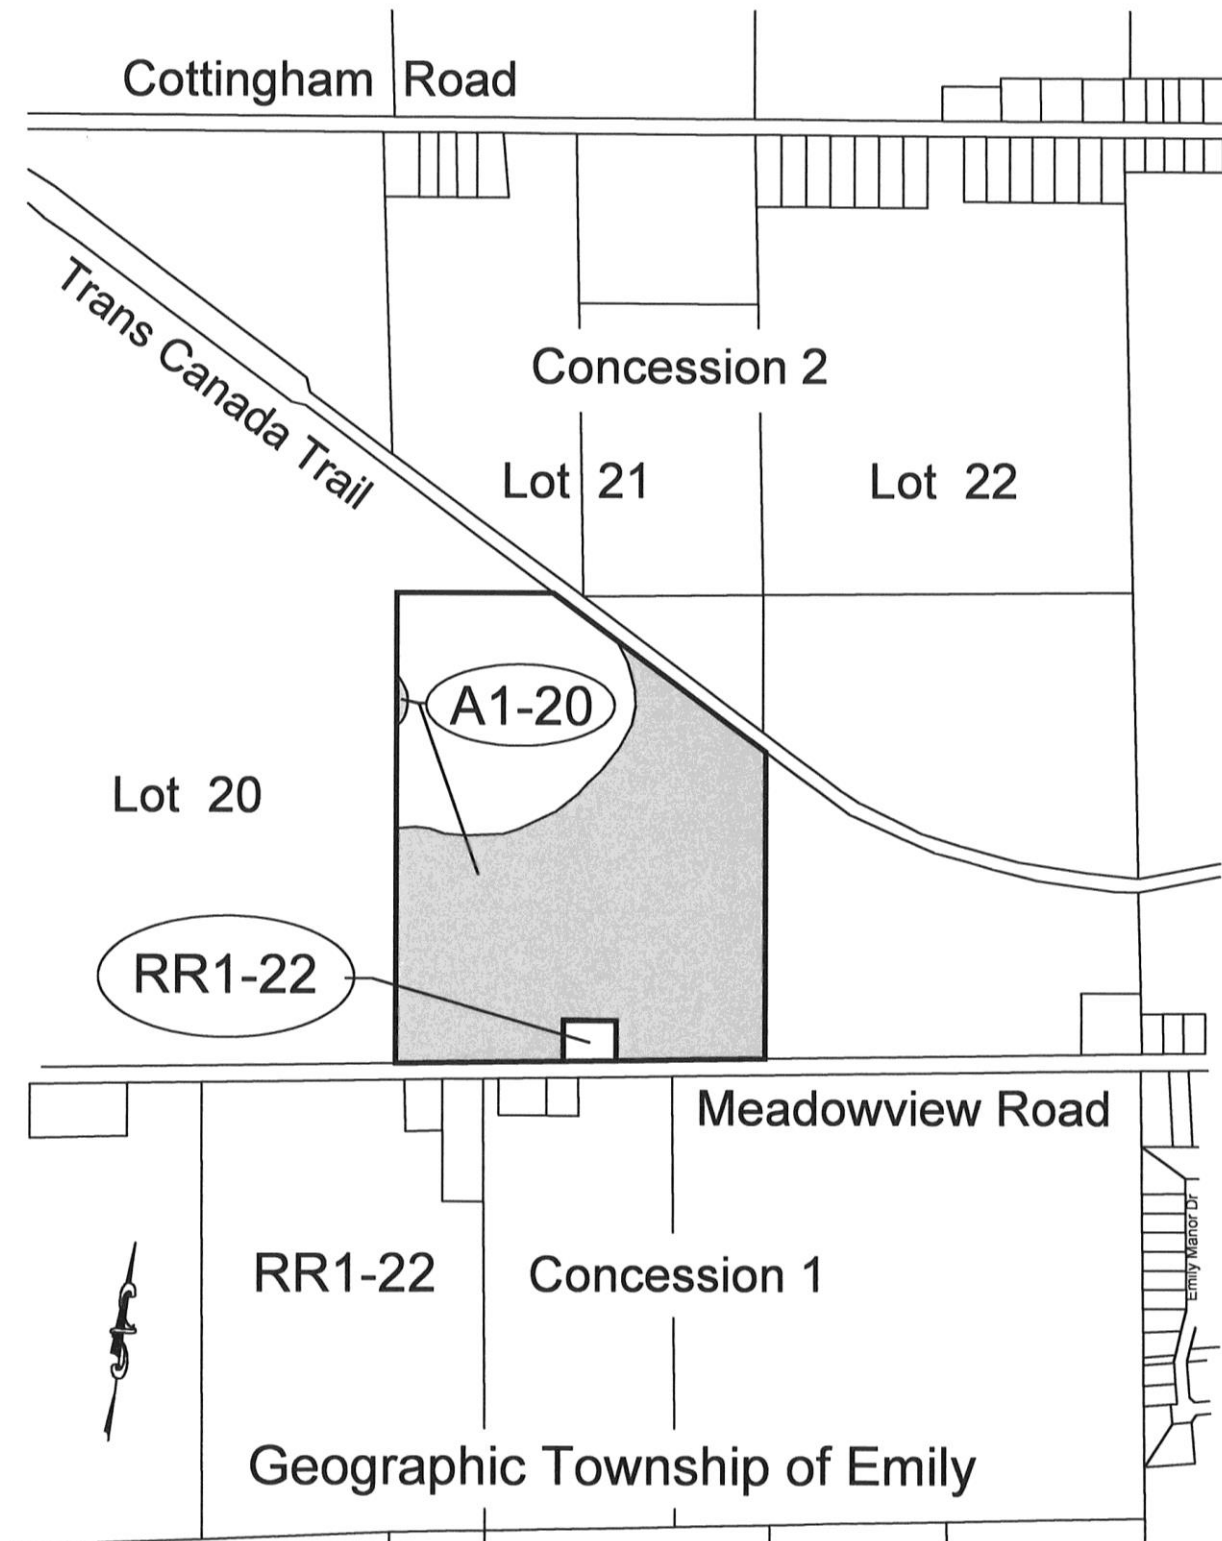 Cottingham Road
Trans Canada Trail
Concession 2
Lot 21
Lot 22
A1-20
Lot 20
RR1-22
Meadowview Road
Emily Manor Dr
RR1-22
Concession 1
Geographic Township of Emily